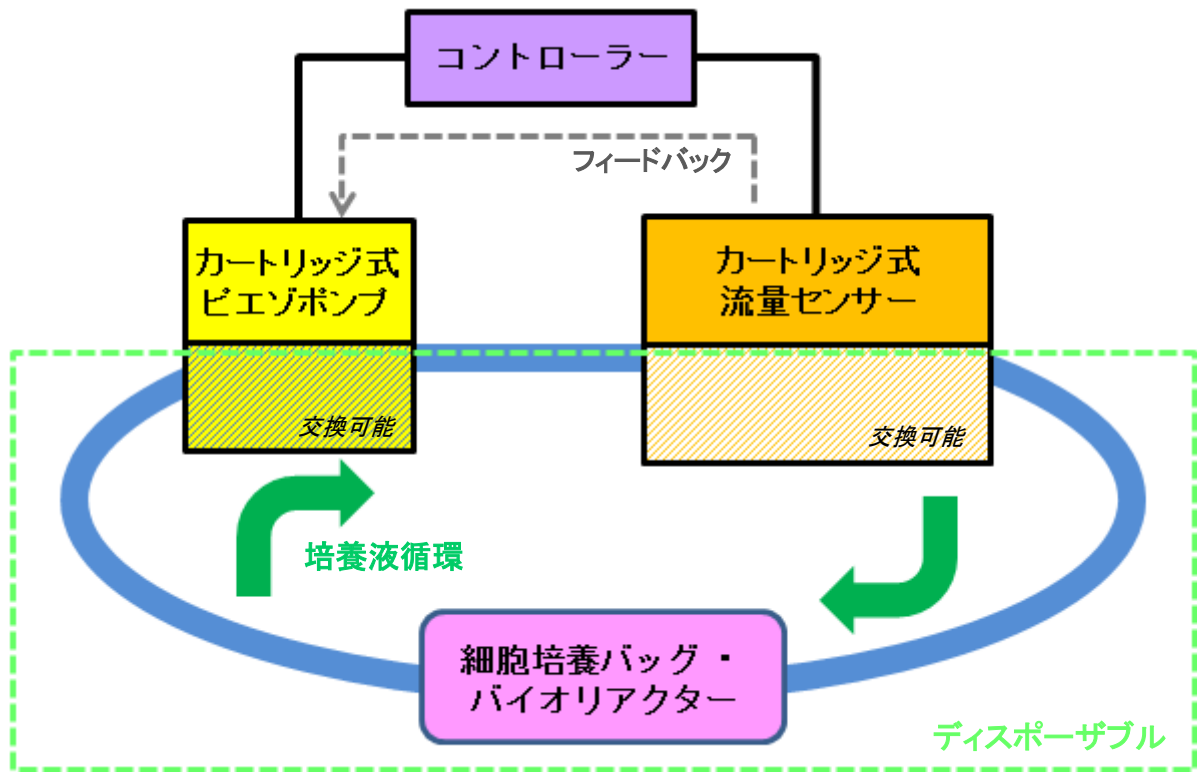 コントローラー
フィードバック
カートリッジ式
ピエゾポンプ
カートリッジ式
流量センサー
交換可能
交換可能
培養液循環
細胞培養バッグ・
バイオリアクター
ディスポーザブル